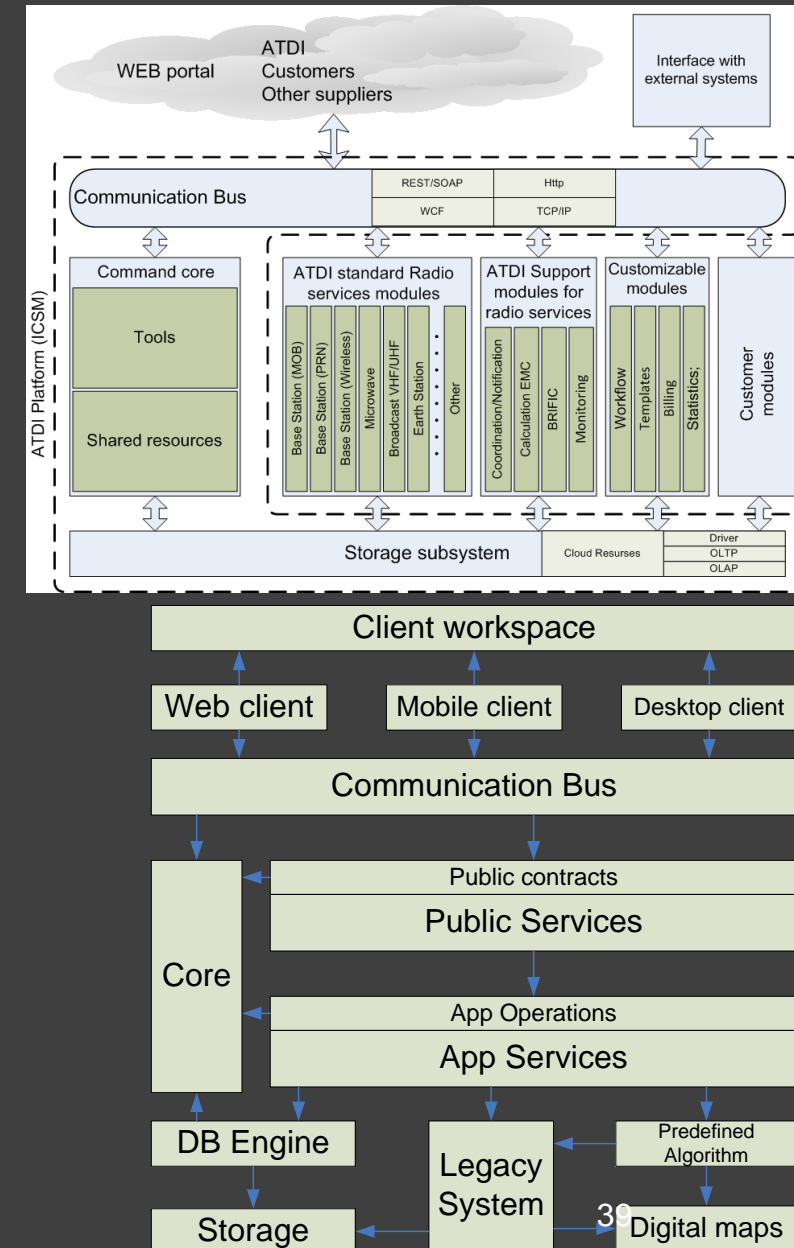 ATDI
WEB portal
Customers
Other suppliers
Interface with
external systems
ATDI Platform (ICSM)
Communication Bus
REST/SOAP
Http
WCF
TCP/IP
Command core
Tools
Shared resources
ATDI standard Radio
services modules
Base Station (MOB)
Base Station (PRN)
Base Station (Wireless)
Microwave
Broadcast VHF/UHF
Earth Station
Other
ATDI Support
modules for
radio services
Coordination/Notification
Calculation EMC
BRIFIC
Monitoring
Customizable
modules
Workflow
Templates
Billing
Statistics;
Customer
modules
Storage subsystem
Cloud Resurses
Driver
OLTP
OLAP
Client workspace
Web client
Mobile client
Desktop client
Communication Bus
Core
Public contracts
Public Services
App Operations
App Services
DB Engine
Legacy
System
Predefined
Algorithm
Storage
39
Digital maps